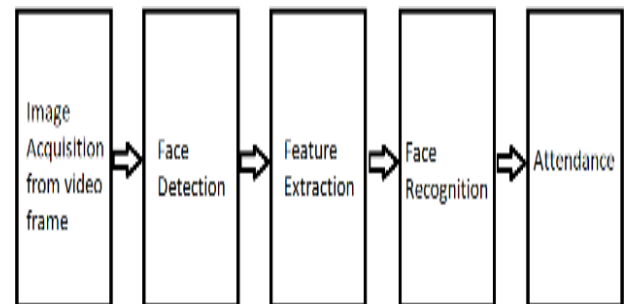 Image
Acquisition
from video
frame
Face
Detection
Feature
Extraction
Face
Recognition
Attendance